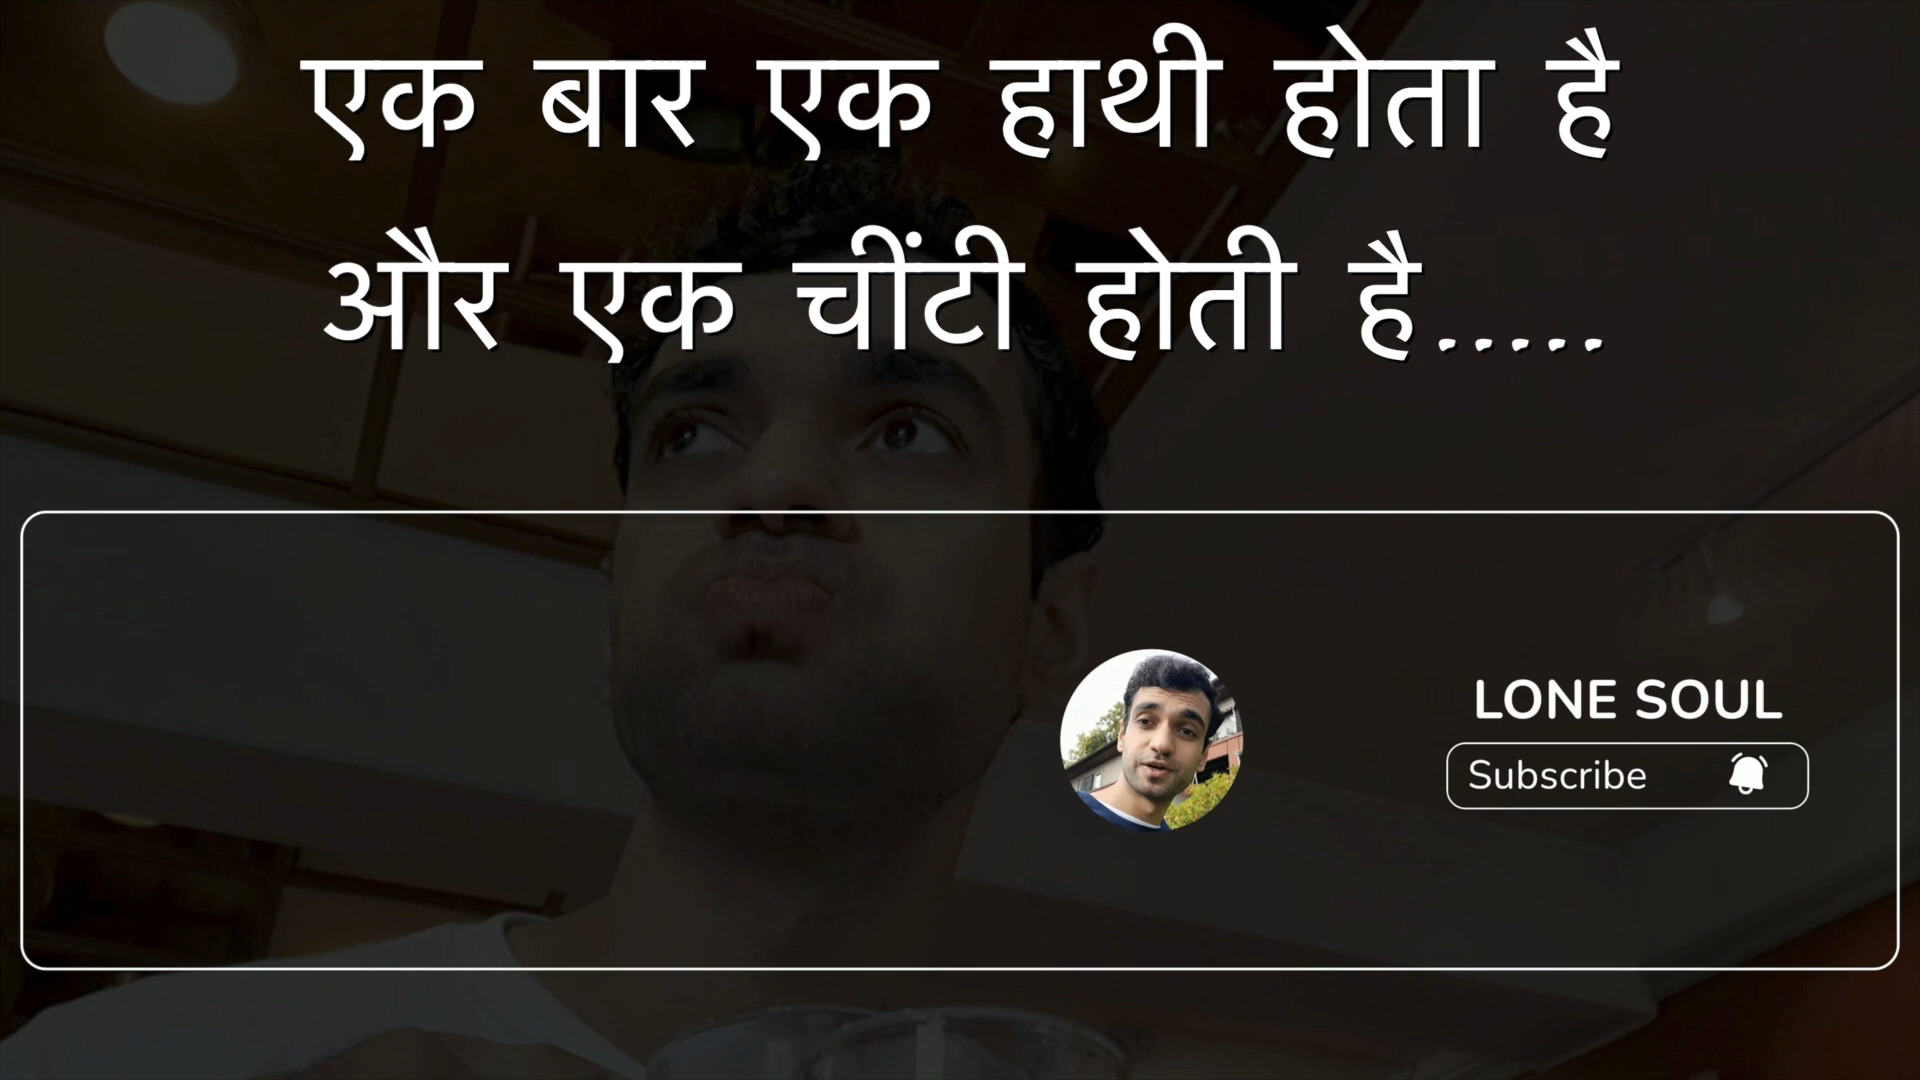 एक बार एक हाथी होता है
और एक चींटी होती है.....
LONE SOUL
Subscribe